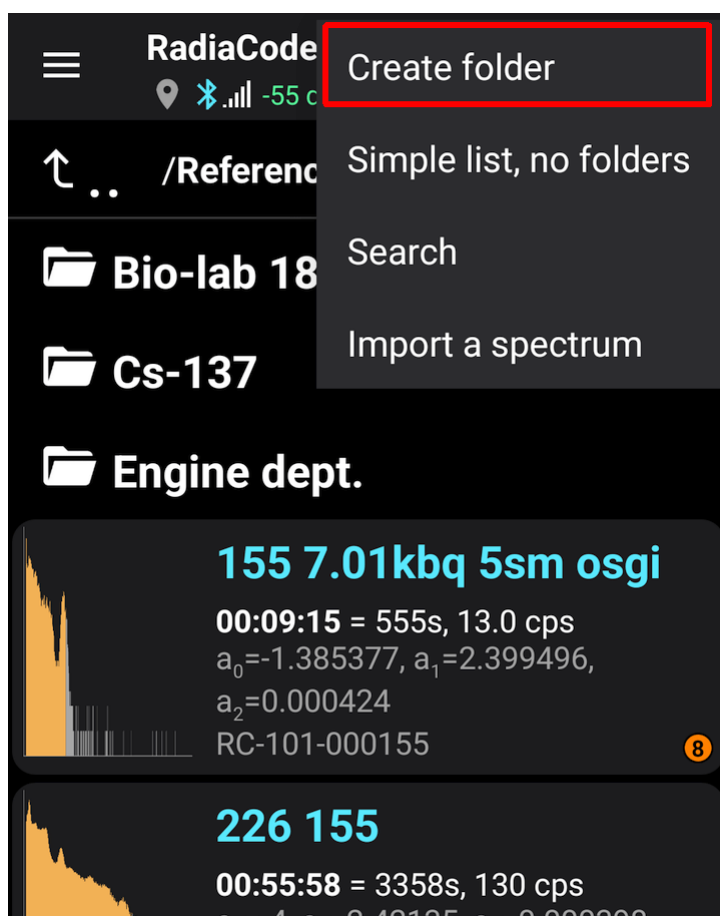 RadiaCode
Create folder
-55
/Referenc
Simple list, no folders
Bio-lab 18
Search
Import a spectrum
Cs-137
Engine dept.
155 7.01kbq 5sm osgi
00:09:15 = 555s, 13.0 cps
a₀=-1.385377, a₁=2.399496,
a₂=0.000424
RC-101-000155
8
226 155
00:55:58 = 3358s, 130 cps